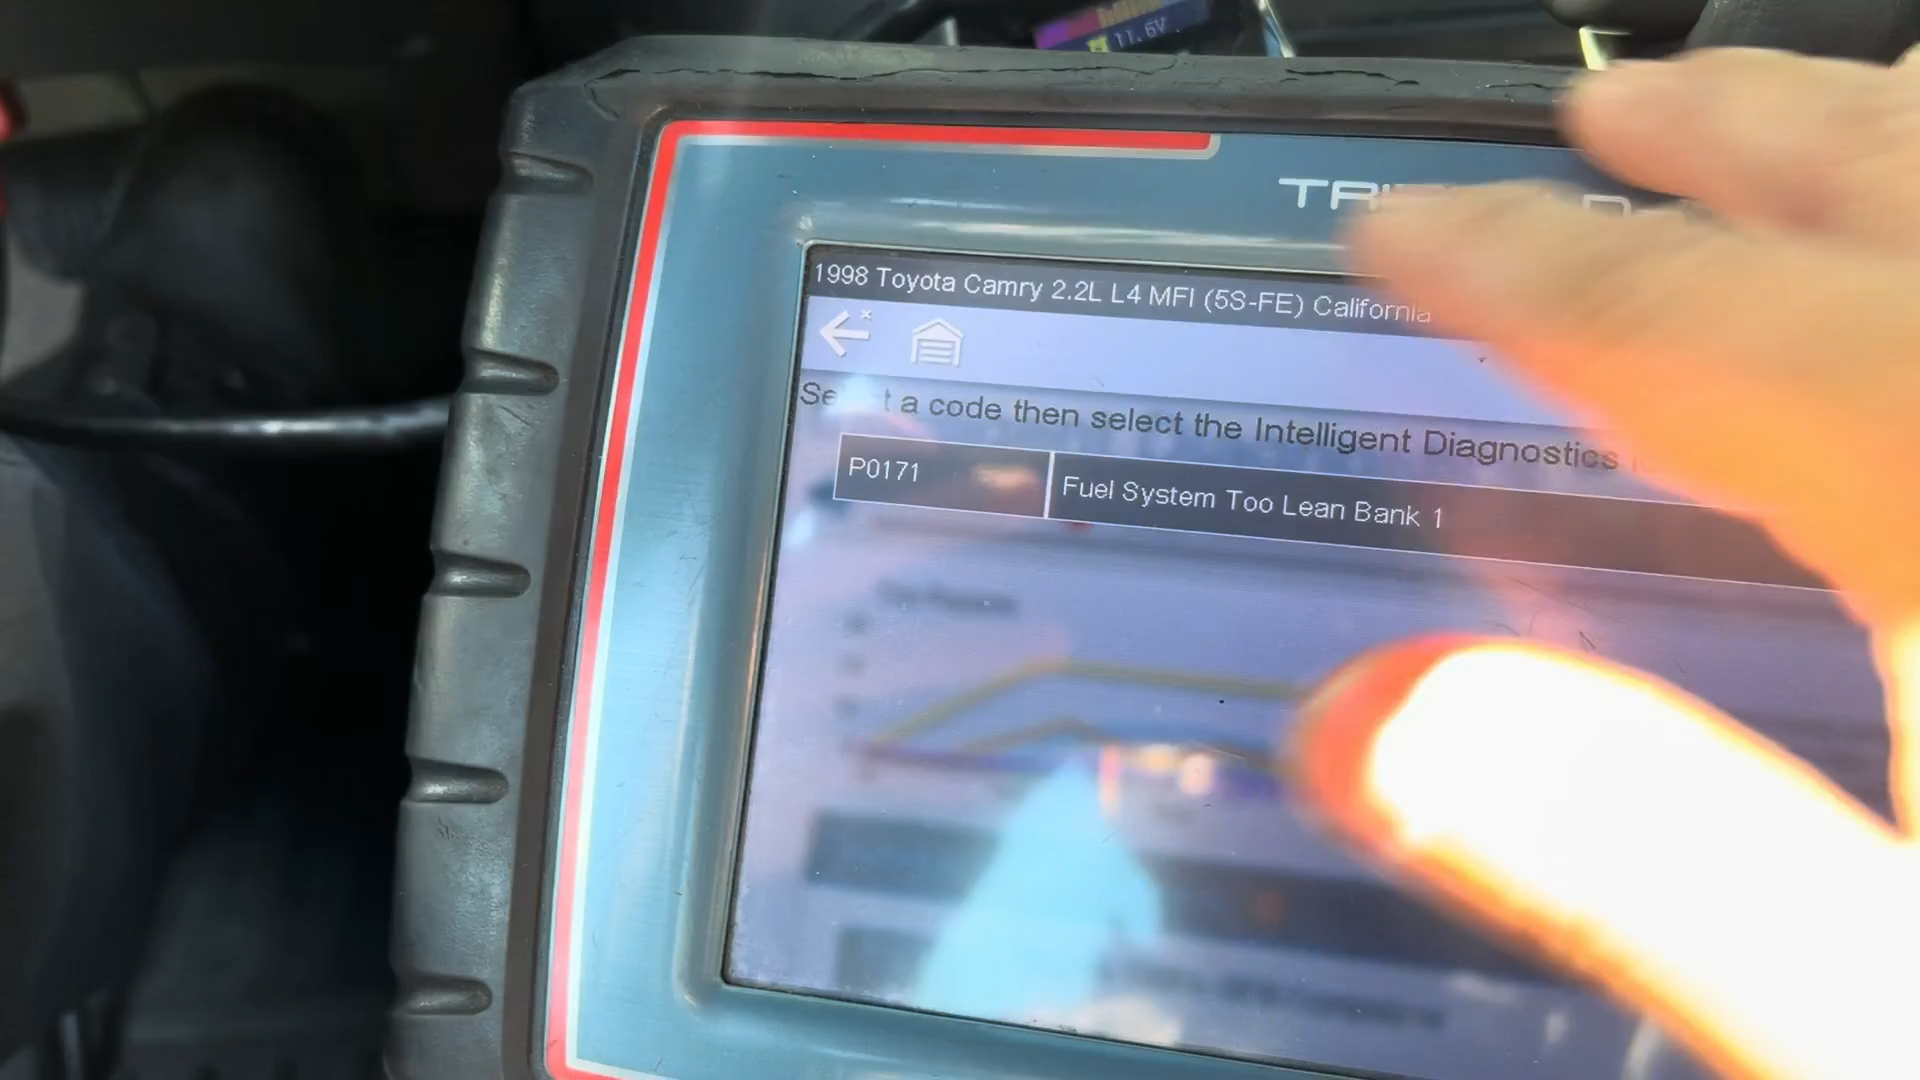 11.6V
1998 Toyota Camry 2.2L L4 MFI (5S-FE) California
a code then select the Intelligent Diagnostics
P0171
Fuel System Too Lean Bank 1